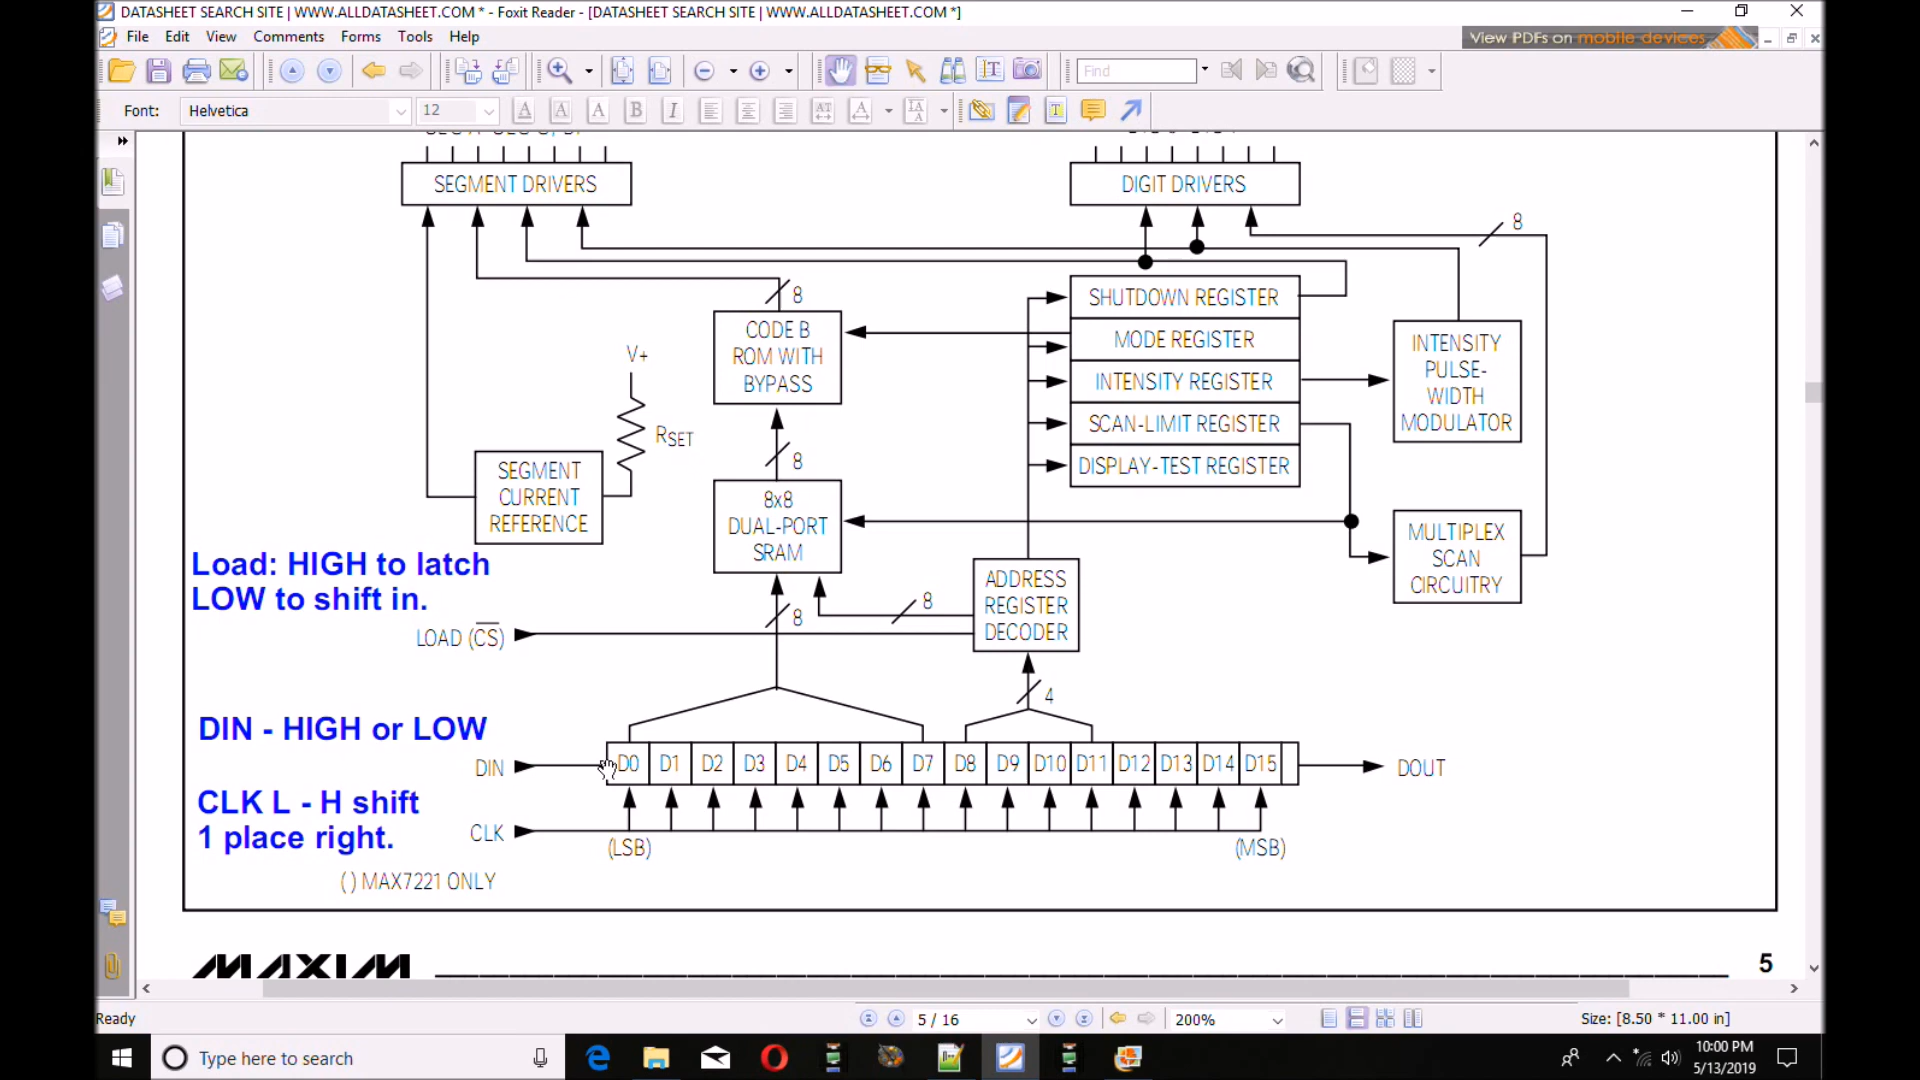 DATASHEET SEARCH SITE | WWW.ALLDATASHEET.COM * - Foxit Reader - [DATASHEET SEARCH SITE | WWW.ALLDATASHEET.COM *]
File Edit View Comments Forms Tools Help
View PDFs on mobile devices
Find
Font: Helvetica 12
SEGMENT DRIVERS
DIGIT DRIVERS
8
8
SHUTDOWN REGISTER
MODE REGISTER
INTENSITY REGISTER
SCAN-LIMIT REGISTER
DISPLAY-TEST REGISTER
CODE B
ROM WITH
BYPASS
INTENSITY
PULSE-
WIDTH
MODULATOR
V+
RSET
8
SEGMENT
CURRENT
REFERENCE
8x8
DUAL-PORT
SRAM
MULTIPLEX
SCAN
CIRCUITRY
Load: HIGH to latch
LOW to shift in.
ADDRESS
REGISTER
DECODER
8
8
LOAD (CS)
4
DIN - HIGH or LOW
DIN
D0 D1 D2 D3 D4 D5 D6 D7 D8 D9 D10 D11 D12 D13 D14 D15
DOUT
CLK L - H shift
1 place right.
CLK
(LSB)
(MSB)
( ) MAX7221 ONLY
MAXIM
5
Ready
5 / 16
200%
Size: [8.50 * 11.00 in]
Type here to search
10:00 PM
5/13/2019